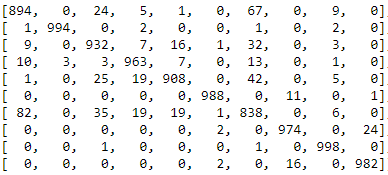 [894, 0, 24, 5, 1, 0, 67, 0, 9, 0],
[ 1, 994, 0, 2, 0, 0, 1, 0, 2, 0],
[ 9, 0, 932, 7, 16, 1, 32, 0, 3, 0],
[ 10, 3, 3, 963, 7, 0, 13, 0, 1, 0],
[ 1, 0, 25, 19, 908, 0, 42, 0, 5, 0],
[ 0, 0, 0, 0, 0, 988, 0, 11, 0, 1],
[ 82, 0, 35, 19, 19, 1, 838, 0, 6, 0],
[ 0, 0, 0, 0, 0, 2, 0, 974, 0, 24],
[ 0, 0, 1, 0, 0, 0, 1, 0, 998, 0],
[ 0, 0, 0, 0, 0, 2, 0, 16, 0, 982]